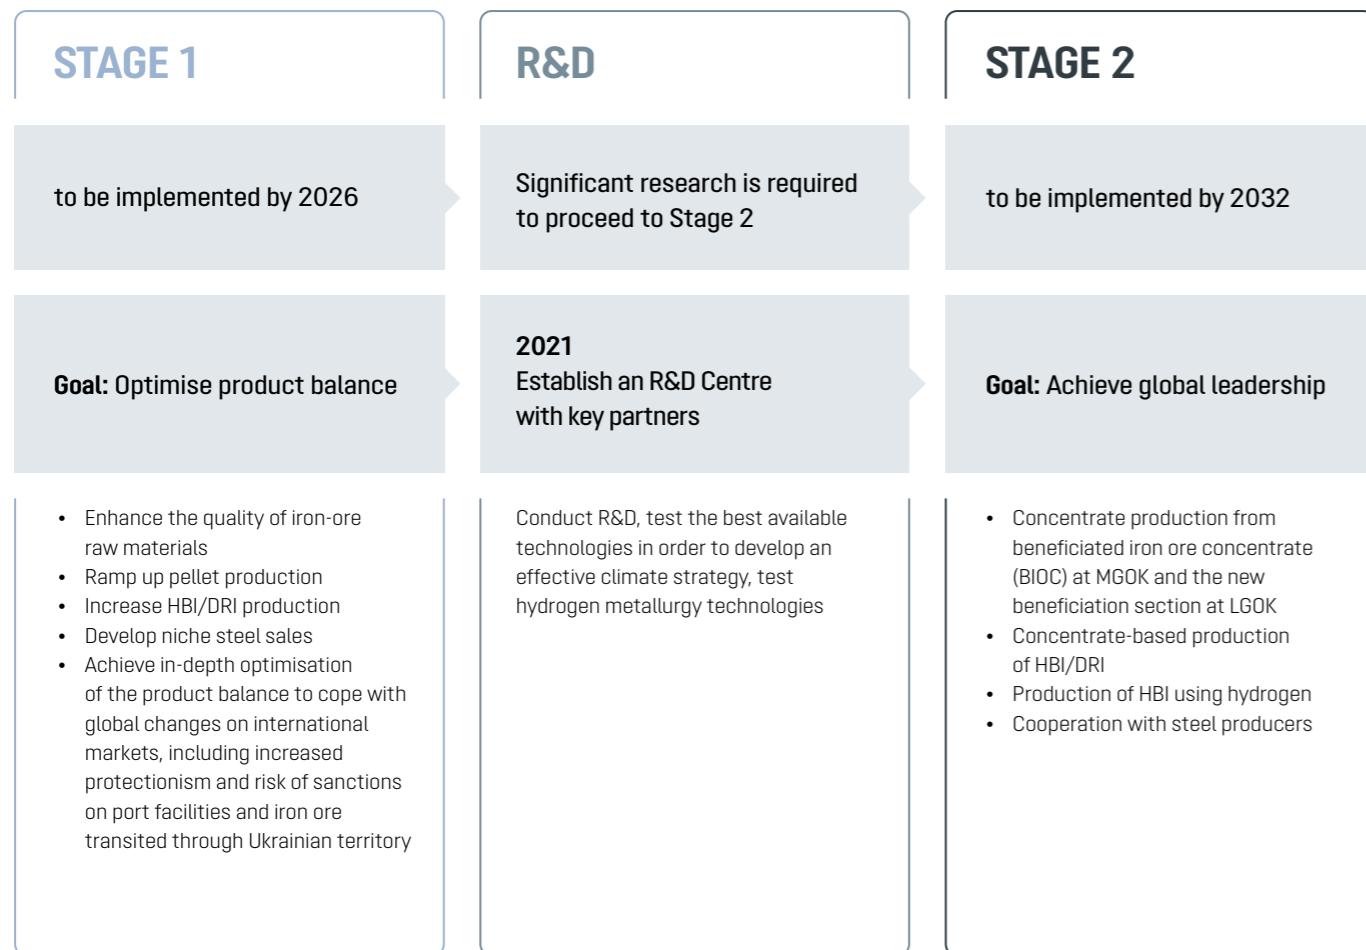 STAGE 1
to be implemented by 2026
Goal: Optimise product balance
• Enhance the quality of iron-ore
raw materials
• Ramp up pellet production
• Increase HBI/DRI production
• Develop niche steel sales
• Achieve in-depth optimisation
of the product balance to cope with
global changes on international
markets, including increased
protectionism and risk of sanctions
on port facilities and iron ore
transited through Ukrainian territory
R&D
Significant research is required
to proceed to Stage 2
2021
Establish an R&D Centre
with key partners
Conduct R&D, test the best available
technologies in order to develop an
effective climate strategy, test
hydrogen metallurgy technologies
STAGE 2
to be implemented by 2032
Goal: Achieve global leadership
• Concentrate production from
beneficiated iron ore concentrate
(BIOC) at MGOK and the new
beneficiation section at LGOK
• Concentrate-based production
of HBI/DRI
• Production of HBI using hydrogen
• Cooperation with steel producers